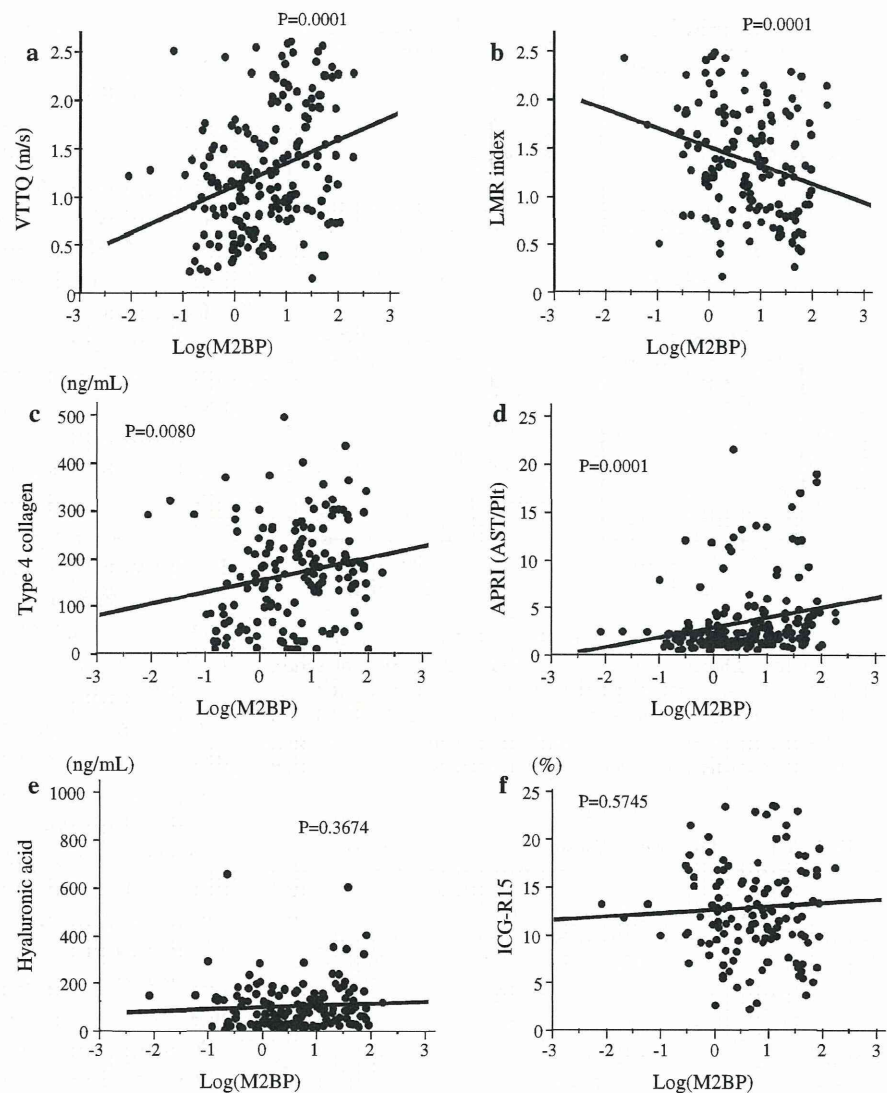 a
P=0.0001
VTTQ (m/s)
2.5
2.0
1.5
1.0
0.5
0
-3 -2 -1 0 1 2 3
Log(M2BP)
b
P=0.0001
LMR index
2.5
2.0
1.5
1.0
0.5
0
-3 -2 -1 0 1 2 3
Log(M2BP)
c
(ng/mL)
P=0.0080
Type 4 collagen
500
400
300
200
100
0
-3 -2 -1 0 1 2 3
Log(M2BP)
d
P=0.0001
APRI (AST/Plt)
25
20
15
10
5
0
-3 -2 -1 0 1 2 3
Log(M2BP)
e
(ng/mL)
P=0.3674
Hyaluronic acid
1000
800
600
400
200
0
-3 -2 -1 0 1 2 3
Log(M2BP)
f
(%)
P=0.5745
ICG-R15
25
20
15
10
5
0
-3 -2 -1 0 1 2 3
Log(M2BP)